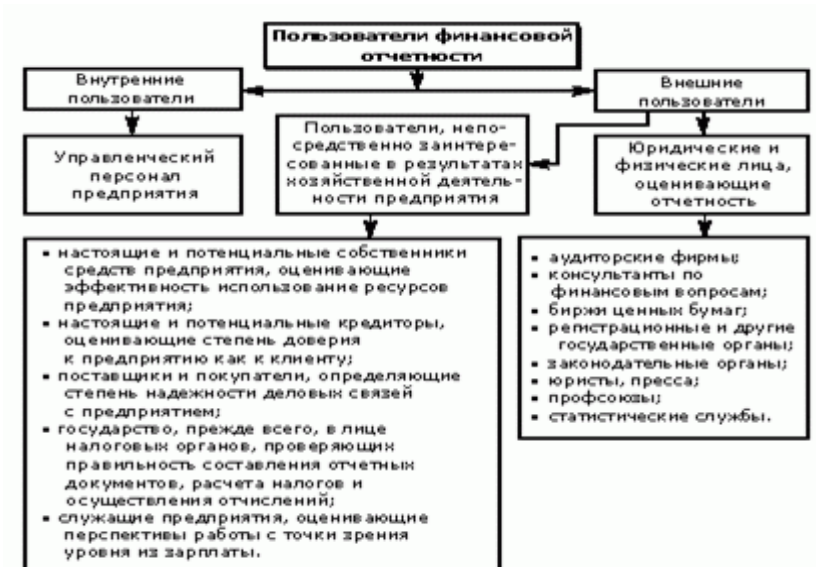 Пользователи финансовой
отчетности
Внутренние
пользователи
Внешние
пользователи
Управленческий
персонал
предприятия
Пользователи, непо-
средственно заинтере-
сованные в результатах
хозяйственной деятель-
ности предприятия
Юридические и
физические лица,
оценивающие
отчетность
▪ настоящие и потенциальные собственники
средств предприятия, оценивающие
эффективность использование ресурсов
предприятия;
▪ настоящие и потенциальные кредиторы,
оценивающие степень доверия
к предприятию как к клиенту;
▪ поставщики и покупатели, определяющие
степень надежности деловых связей
с предприятием;
▪ государство, прежде всего, в лице
налоговых органов, проверяющих
правильность составления отчетных
документов, расчета налогов и
осуществления отчислений;
▪ служащие предприятия, оценивающие
перспективы работы с точки зрения
уровня из зарплаты.
▪ аудиторские фирмы;
▪ консультанты по
финансовым вопросам;
▪ биржи ценных бумаг;
▪ регистрационные и другие
государственные органы;
▪ законодательные органы;
▪ юристы, пресса;
▪ профсоюзы;
▪ статистические службы.